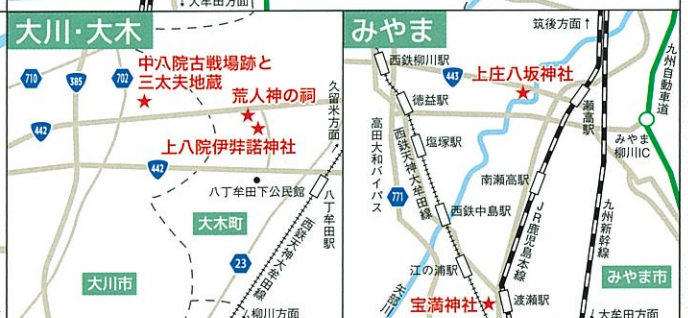 ↓大牟田方面
大川・大木
710
385
702
中八院古戦場跡と
三太夫地蔵
荒人神の祠
上八院伊弉諾神社
442
442
久留米方面
八丁牟田下公民館
八丁牟田駅
西鉄天神大牟田線
大木町
大川市
23
↓柳川方面
みやま
筑後方面↑
西鉄柳川駅
443
上庄八坂神社
九州自動車道
徳益駅
瀬高駅
塩塚駅
みやま
柳川IC
高田大和バイパス
西鉄天神大牟田線
南瀬高駅
771
西鉄中島駅
JR鹿児島本線
九州新幹線
江の浦駅
矢部川
みやま市
宝満神社
渡瀬駅
↓大牟田方面